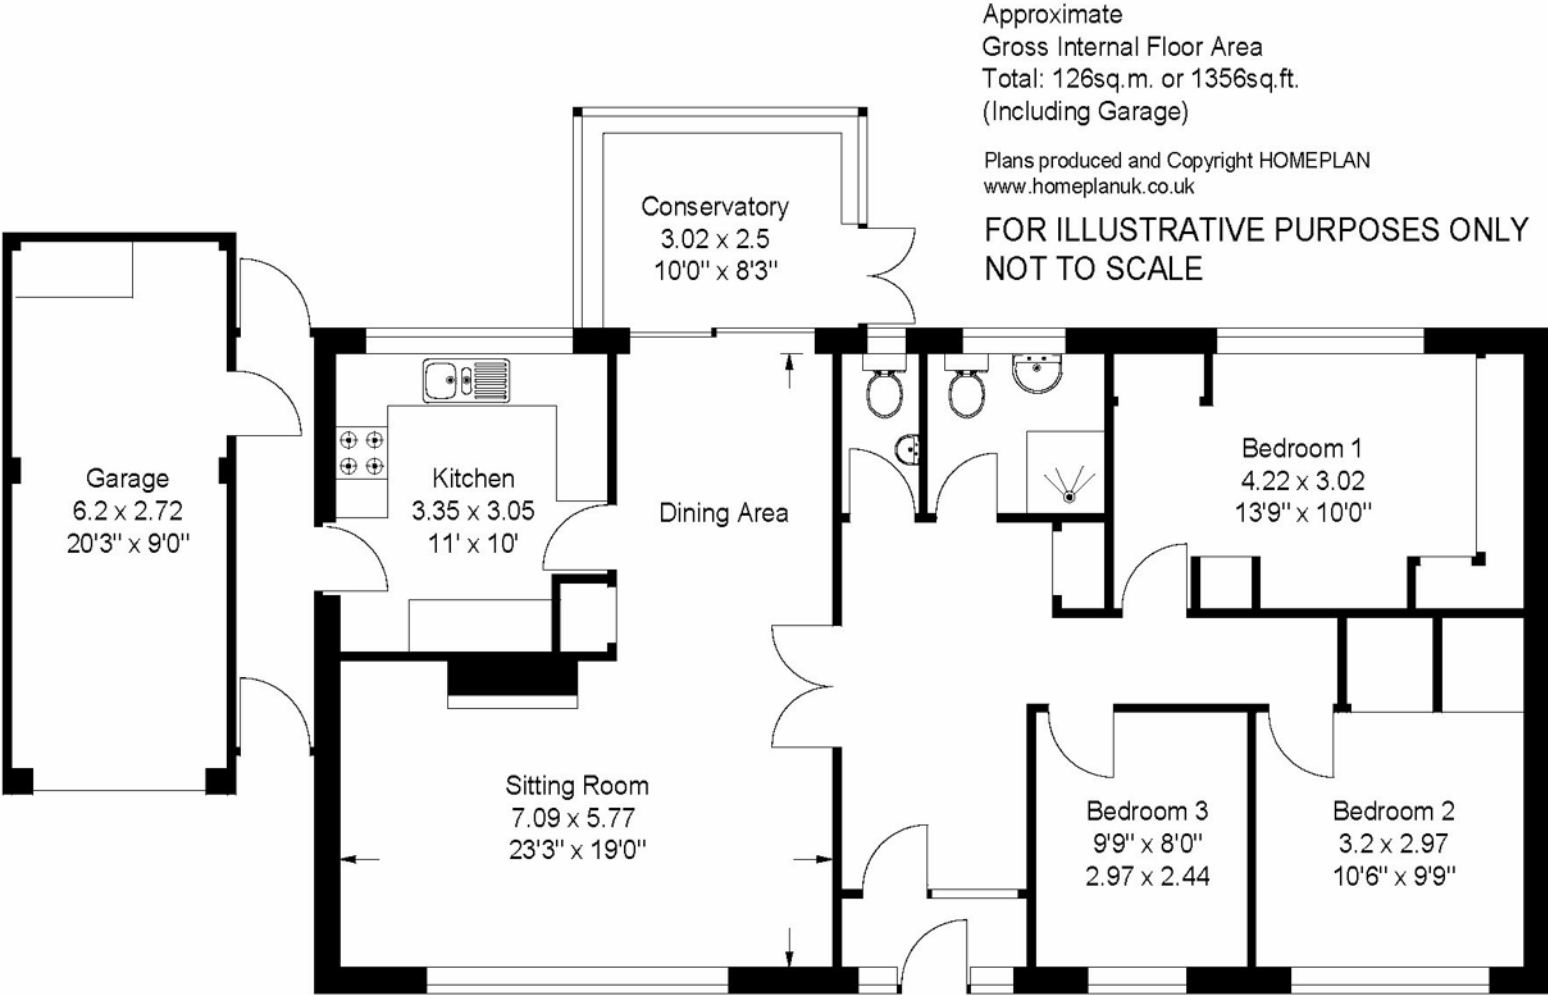 Approximate
Gross Internal Floor Area
Total: 126sq.m. or 1356sq.ft.
(Including Garage)
Plans produced and Copyright HOMEPLAN
www.homeplanuk.co.uk
FOR ILLUSTRATIVE PURPOSES ONLY
NOT TO SCALE
Conservatory
3.02 x 2.5
10'0" x 8'3"
Garage
6.2 x 2.72
20'3" x 9'0"
Kitchen
3.35 x 3.05
11' x 10'
Dining Area
Bedroom 1
4.22 x 3.02
13'9" x 10'0"
Sitting Room
7.09 x 5.77
23'3" x 19'0"
Bedroom 3
9'9" x 8'0"
2.97 x 2.44
Bedroom 2
3.2 x 2.97
10'6" x 9'9"